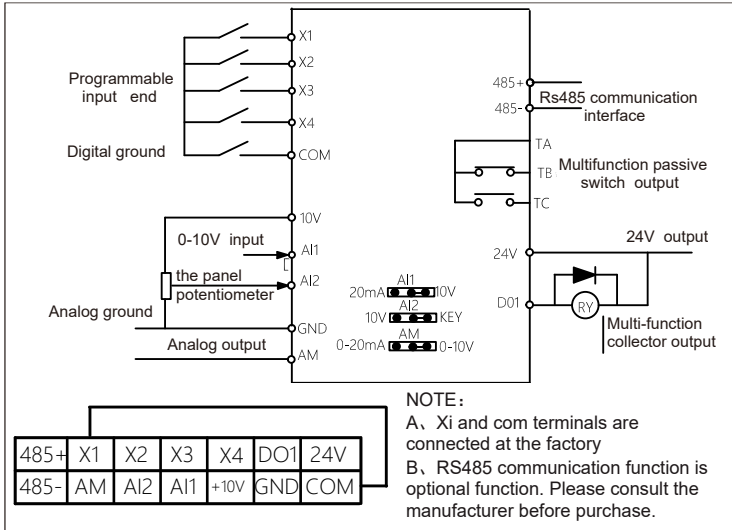 X1
X2
Programmable
input end
X3
X4
Digital ground
COM
485+
485-
Rs485 communication
interface
TA
TB
TC
Multifunction passive
switch output
10V
0-10V input
AI1
the panel
potentiometer
AI2
Analog ground
GND
Analog output
AM
24V
24V output
D01
RY
Multi-function
collector output
AI1
20mA 10V
AI2
10V KEY
AM
0-20mA 0-10V
485+ X1 X2 X3 X4 DO1 24V
485- AM AI2 AI1 +10V GND COM
NOTE：
A、Xi and com terminals are
connected at the factory
B、RS485 communication function is
optional function. Please consult the
manufacturer before purchase.